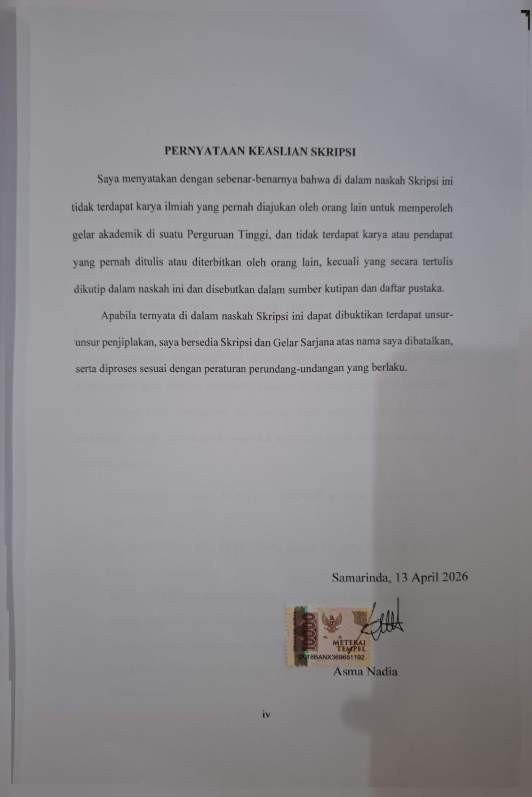 PERNYATAAN KEASLIAN SKRIPSI
Saya menyatakan dengan sebenar-benarnya bahwa di dalam naskah Skripsi ini
tidak terdapat karya ilmiah yang pernah diajukan oleh orang lain untuk memperoleh
gelar akademik di suatu Perguruan Tinggi, dan tidak terdapat karya atau pendapat
yang pernah ditulis atau diterbitkan oleh orang lain, kecuali yang secara tertulis
dikutip dalam naskah ini dan disebutkan dalam sumber kutipan dan daftar pustaka.
Apabila ternyata di dalam naskah Skripsi ini dapat dibuktikan terdapat unsur-
unsur penjiplakan, saya bersedia Skripsi dan Gelar Sarjana atas nama saya dibatalkan,
serta diproses sesuai dengan peraturan perundang-undangan yang berlaku.
Samarinda, 13 April 2026
METERAI
TEMPEL
Asma Nadia
iv